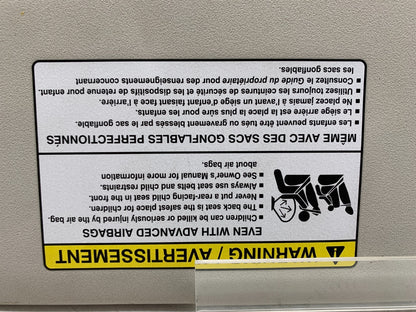 WARNING / AVERTISSEMENT
EVEN WITH ADVANCED AIRBAGS
■ Children can be killed or seriously injured by the air bag.
■ The back seat is the safest place for children.
■ Never put a rear-facing child seat in the front.
■ Always use seat belts and child restraints.
■ See Owner's Manual for more information
about air bags.
MÊME AVEC DES SACS GONFLABLES PERFECTIONNÉS
■ Les enfants peuvent être tués ou gravement blessés par le sac gonflable.
■ Le siège arrière est la place la plus sûre pour les enfants.
■ Ne placez jamais à l'avant un siège d'enfant faisant face à l'arrière.
■ Utilisez toujours les ceintures de sécurité et les dispositifs de retenue pour enfant.
■ Consultez le Guide du propriétaire pour des renseignements concernant
les sacs gonflables.